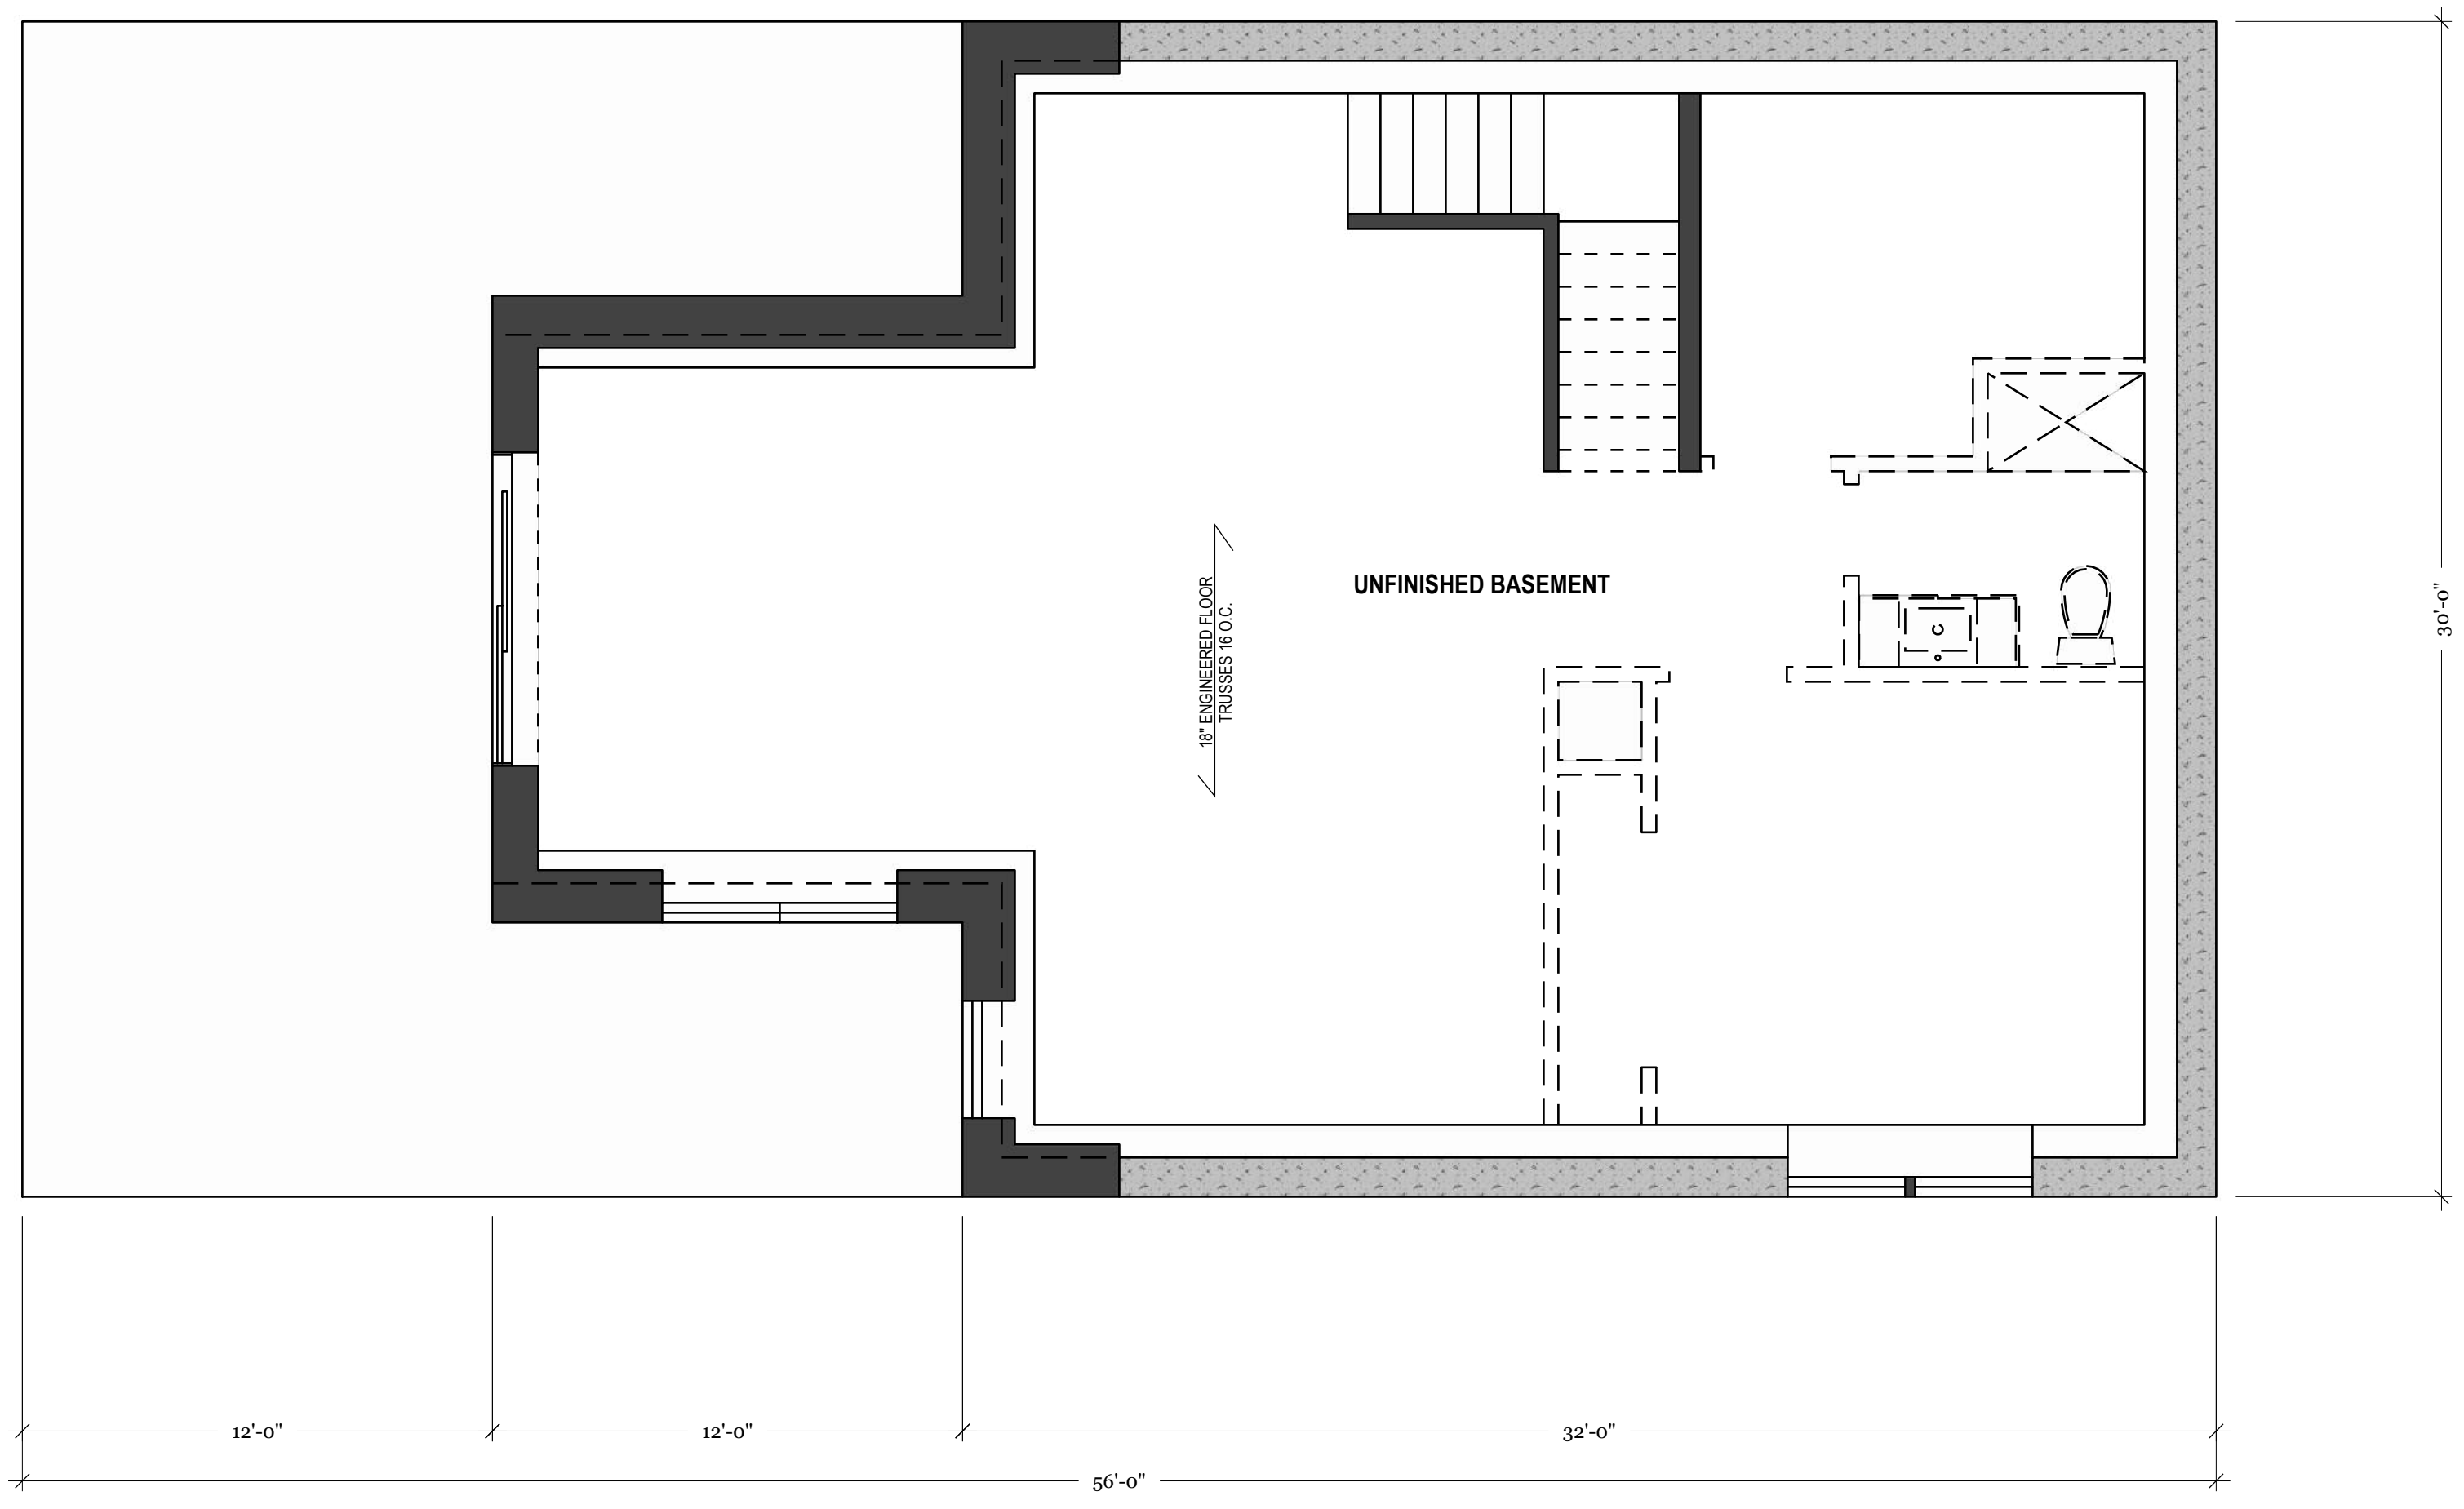 UNFINISHED BASEMENT
18" ENGINEERED FLOOR
TRUSSES 16 O.C.
30'-0"
12'-0"
12'-0"
32'-0"
56'-0"